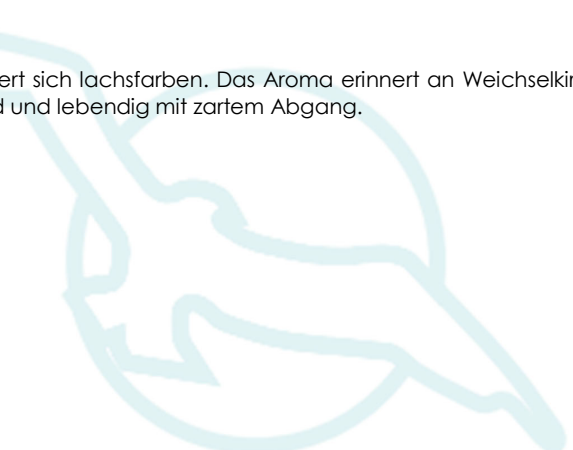 ert sich lachsfarben. Das Aroma erinnert an Weichselkir
d und lebendig mit zartem Abgang.